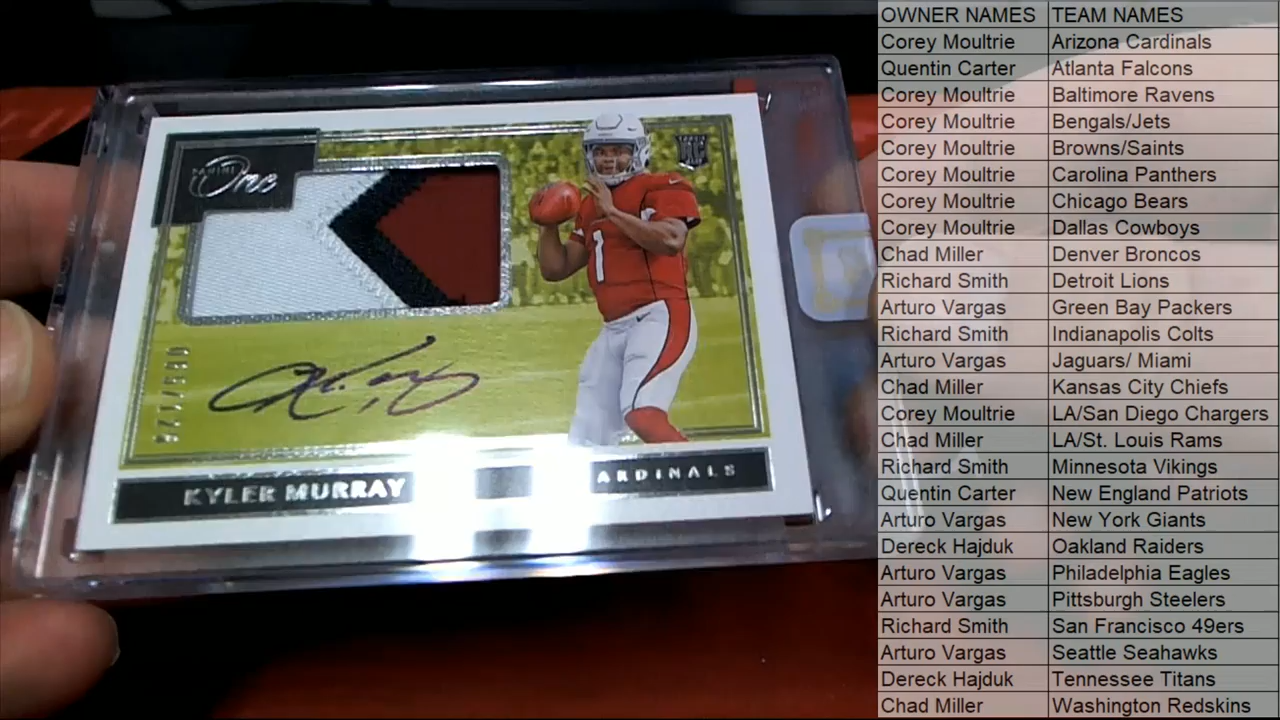 PANINI
One
1
KYLER MURRAY
CARDINALS
OWNER NAMES TEAM NAMES
Corey Moultrie Arizona Cardinals
Quentin Carter Atlanta Falcons
Corey Moultrie Baltimore Ravens
Corey Moultrie Bengals/Jets
Corey Moultrie Browns/Saints
Corey Moultrie Carolina Panthers
Corey Moultrie Chicago Bears
Corey Moultrie Dallas Cowboys
Chad Miller Denver Broncos
Richard Smith Detroit Lions
Arturo Vargas Green Bay Packers
Richard Smith Indianapolis Colts
Arturo Vargas Jaguars/ Miami
Chad Miller Kansas City Chiefs
Corey Moultrie LA/San Diego Chargers
Chad Miller LA/St. Louis Rams
Richard Smith Minnesota Vikings
Quentin Carter New England Patriots
Arturo Vargas New York Giants
Dereck Hajduk Oakland Raiders
Arturo Vargas Philadelphia Eagles
Arturo Vargas Pittsburgh Steelers
Richard Smith San Francisco 49ers
Arturo Vargas Seattle Seahawks
Dereck Hajduk Tennessee Titans
Chad Miller Washington Redskins